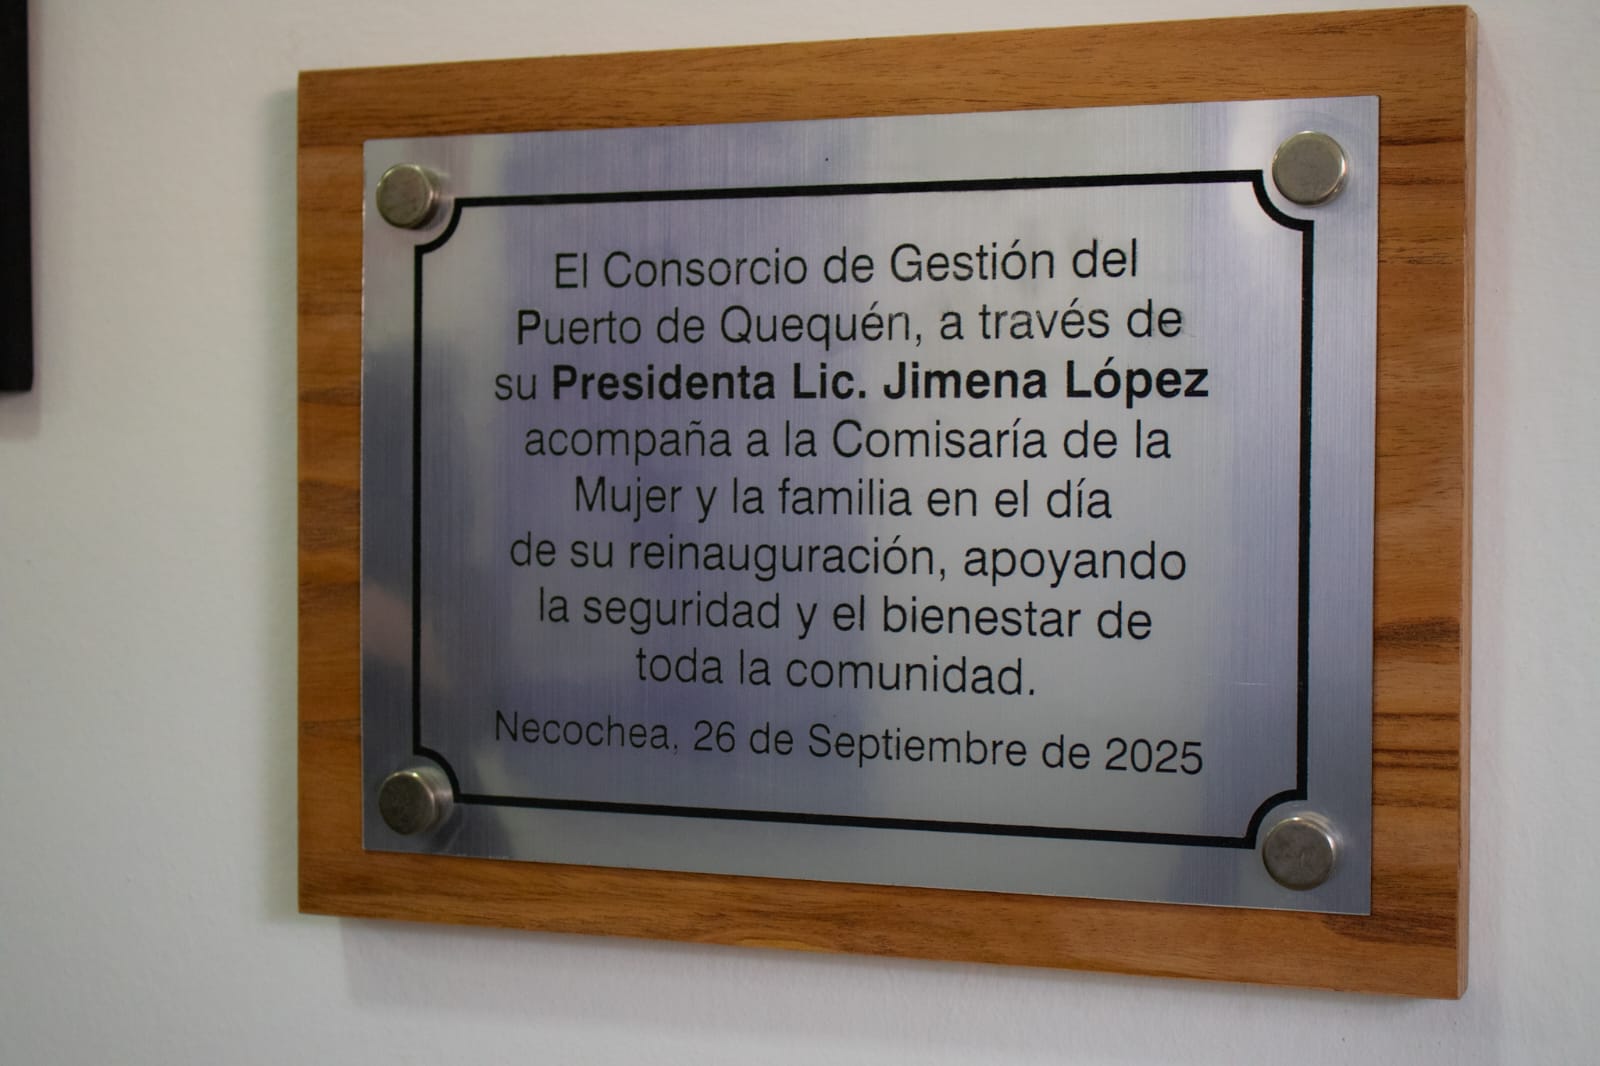 El Consorcio de Gestión del
Puerto de Quequén, a través de
su Presidenta Lic. Jimena López
acompaña a la Comisaría de la
Mujer y la familia en el día
de su reinauguración, apoyando
la seguridad y el bienestar de
toda la comunidad.
Necochea, 26 de Septiembre de 2025